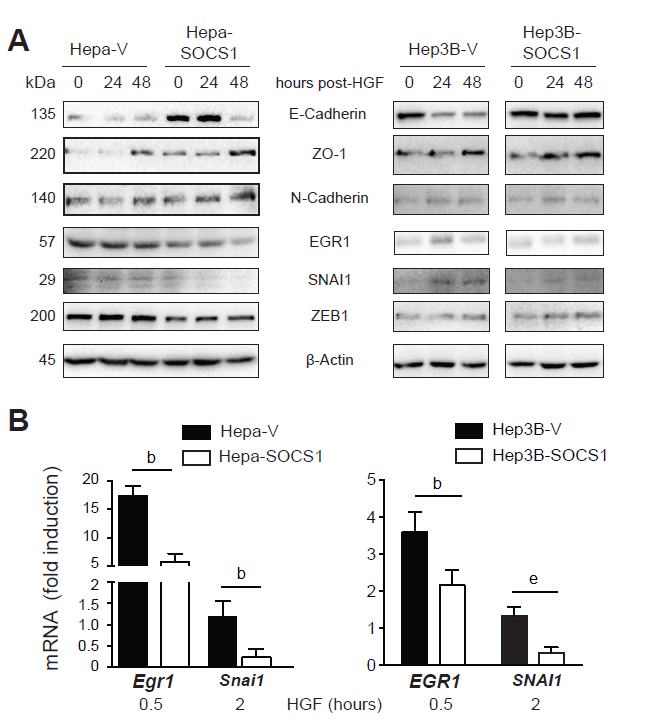 A
Hepa-V
Hepa-
SOCS1
Hep3B-V
Hep3B-
SOCS1
kDa
0 24 48 0 24 48
hours post-HGF
0 24 48 0 24 48
135 E-Cadherin
220 ZO-1
140 N-Cadherin
57 EGR1
29 SNAI1
200 ZEB1
45 β-Actin
B
Hepa-V
Hepa-SOCS1
Hep3B-V
Hep3B-SOCS1
mRNA (fold induction)
20
15
10
5
2
1.5
1.0
0.5
0
b
b
Egr1 Snai1
0.5 2
HGF (hours)
5
4
3
2
1
0
b
e
EGR1 SNAI1
0.5 2